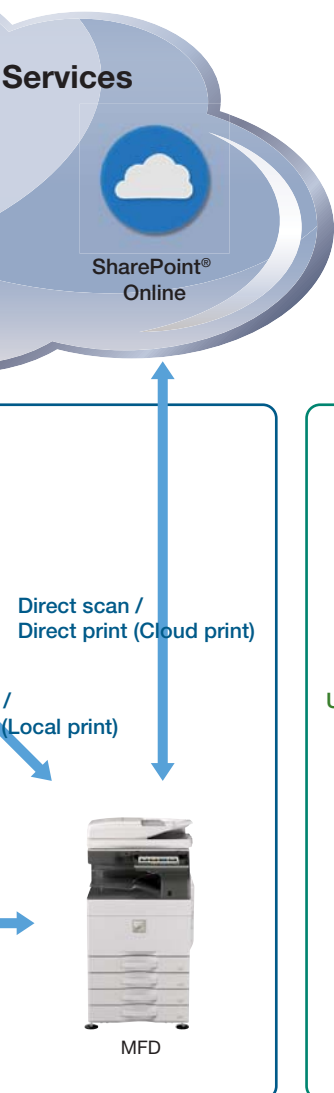 Services
SharePoint®
Online
Direct scan /
Direct print (Cloud print)
/
(Local print)
U
MFD